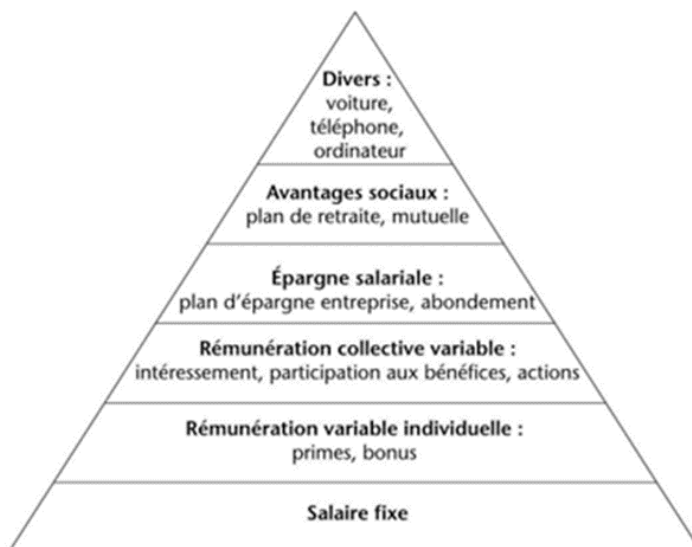 Divers :
voiture,
téléphone,
ordinateur
Avantages sociaux :
plan de retraite, mutuelle
Épargne salariale :
plan d'épargne entreprise, abondement
Rémunération collective variable :
intéressement, participation aux bénéfices, actions
Rémunération variable individuelle :
primes, bonus
Salaire fixe